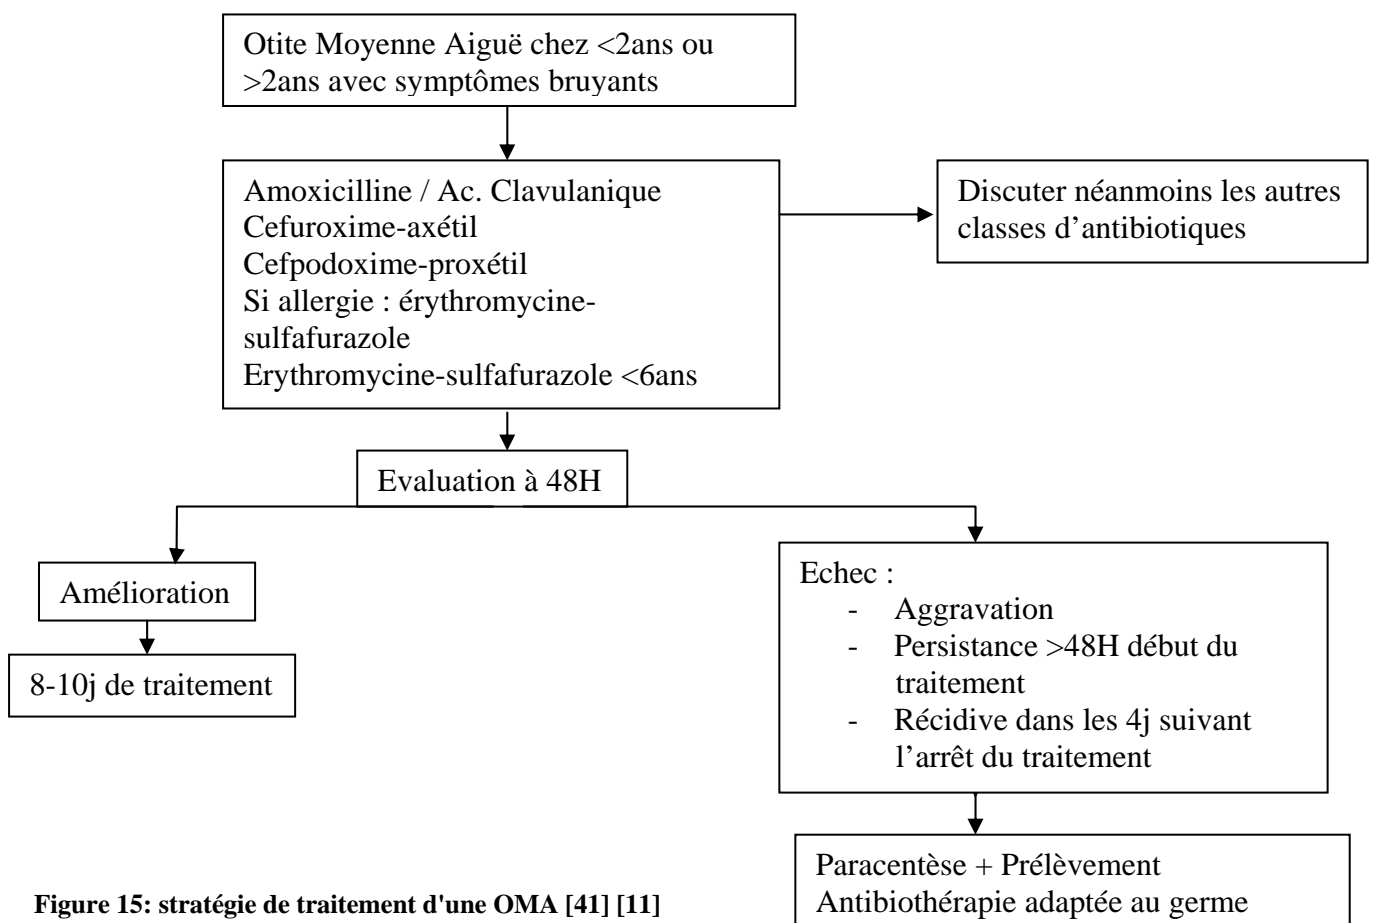 Otite Moyenne Aiguë chez <2ans ou
>2ans avec symptômes bruyants
Amoxicilline / Ac. Clavulanique
Cefuroxime-axétil
Cefpodoxime-proxétil
Si allergie : érythromycine-
sulfafurazole
Erythromycine-sulfafurazole <6ans
Discuter néanmoins les autres
classes d’antibiotiques
Evaluation à 48H
Amélioration
8-10j de traitement
Echec :
- Aggravation
- Persistance >48H début du
traitement
- Récidive dans les 4j suivant
l’arrêt du traitement
Paracentèse + Prélèvement
Antibiothérapie adaptée au germe
Figure 15: stratégie de traitement d'une OMA [41] [11]